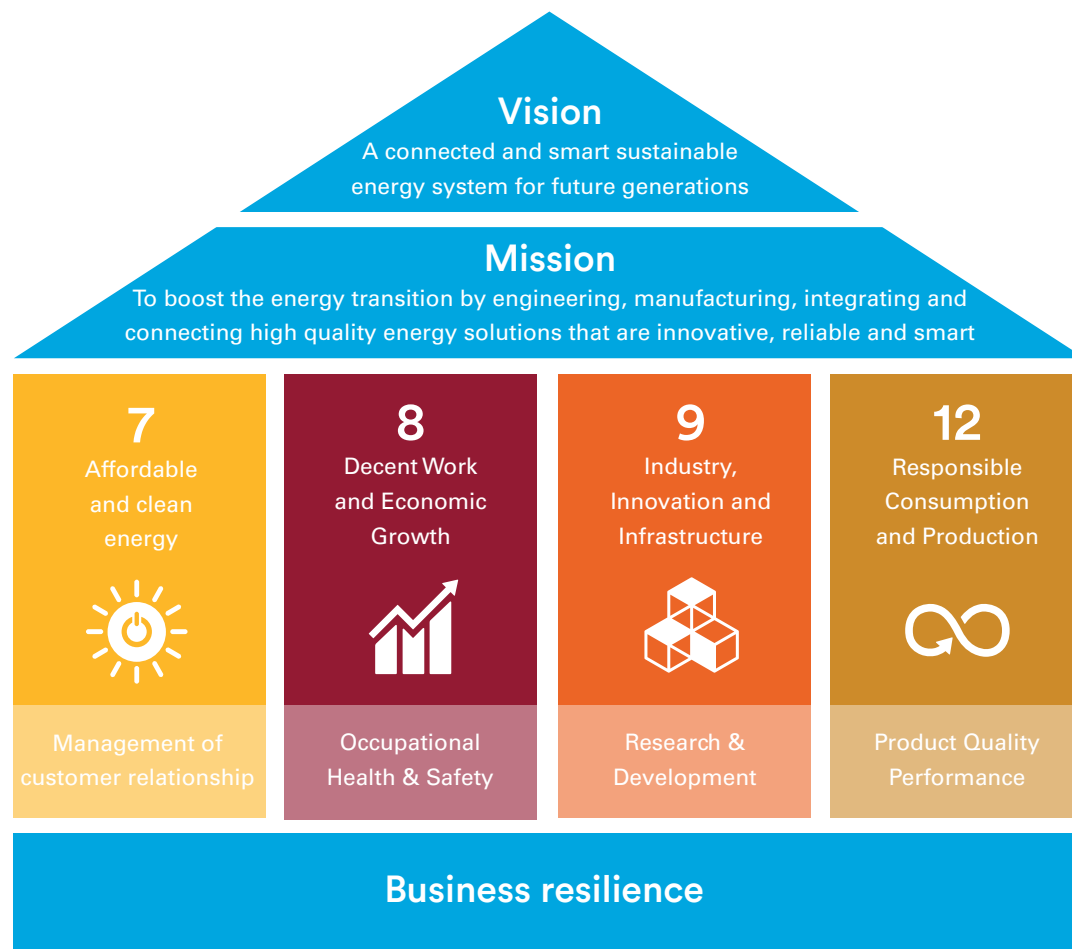 Vision
A connected and smart sustainable
energy system for future generations
Mission
To boost the energy transition by engineering, manufacturing, integrating and
connecting high quality energy solutions that are innovative, reliable and smart
7
Affordable
and clean
energy
Management of
customer relationship
8
Decent Work
and Economic
Growth
Occupational
Health & Safety
9
Industry,
Innovation and
Infrastructure
Research &
Development
12
Responsible
Consumption
and Production
Product Quality
Performance
Business resilience